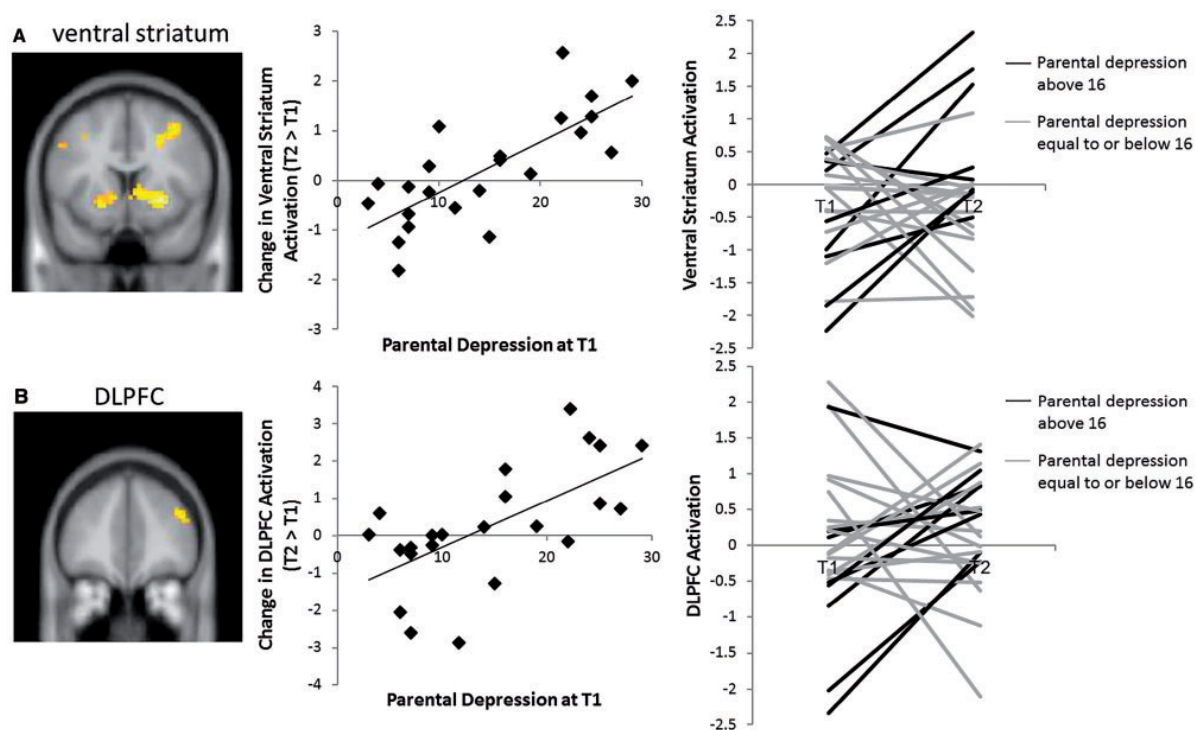 A ventral striatum
Change in Ventral Striatum
Activation (T2 > T1)
3
2
1
0
-1
-2
-3
0
10
20
30
Parental Depression at T1
Ventral Striatum Activation
2.5
2
1.5
1
0.5
0
-0.5
-1
-1.5
-2
-2.5
T1
T2
Parental depression
above 16
Parental depression
equal to or below 16
B DLPFC
Change in DLPFC Activation
(T2 > T1)
4
3
2
1
0
-1
-2
-3
-4
0
10
20
30
Parental Depression at T1
DLPFC Activation
2.5
2
1.5
1
0.5
0
-0.5
-1
-1.5
-2
-2.5
T1
T2
Parental depression
above 16
Parental depression
equal to or below 16